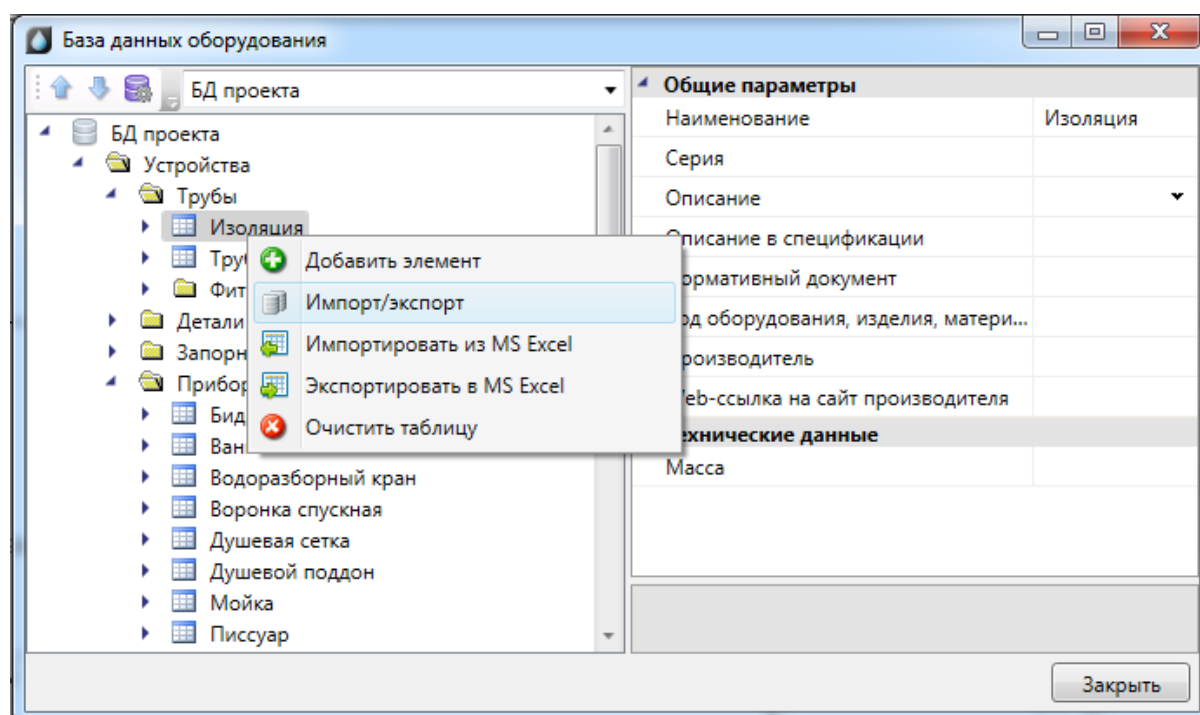 База данных оборудования
БД проекта
БД проекта
Устройства
Трубы
Изоляция
Тру
Фит
Детали
Запорн
Прибор
Бид
Ван
Водоразборный кран
Воронка спускная
Душевая сетка
Душевой поддон
Мойка
Писсуар
Добавить элемент
Импорт/экспорт
Импортировать из MS Excel
Экспортировать в MS Excel
Очистить таблицу
Общие параметры
Наименование Изоляция
Серия
Описание
Описание в спецификации
ормативный документ
од оборудования, изделия, матери...
роизводитель
eb-ссылка на сайт производителя
ехнические данные
Масса
Закрыть